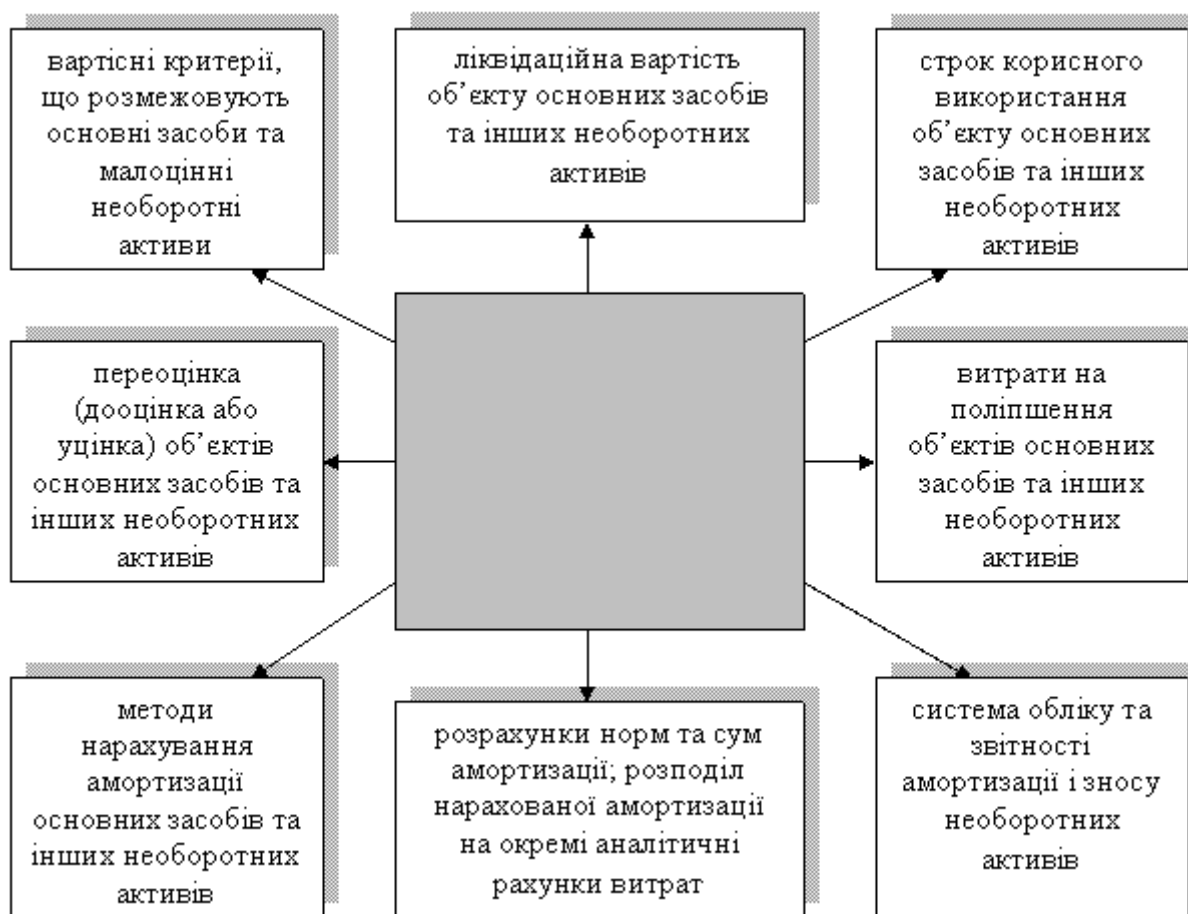 вартісні критерії,
що розмежовують
основні засоби та
малоцінні
необоротні
активи
ліквідаційна вартість
об’єкту основних засобів
та інших необоротних
активів
строк корисного
використання
об’єкту основних
засобів та інших
необоротних
активів
переоцінка
(дооцінка або
уцінка) об’єктів
основних засобів та
інших необоротних
активів
витрати на
поліпшення
об’єктів основних
засобів та інших
необоротних
активів
методи
нарахування
амортизації
основних засобів та
інших необоротних
активів
розрахунки норм та сум
амортизації; розподіл
нарахованої амортизації
на окремі аналітичні
рахунки витрат
система обліку та
звітності
амортизації і зносу
необоротних
активів